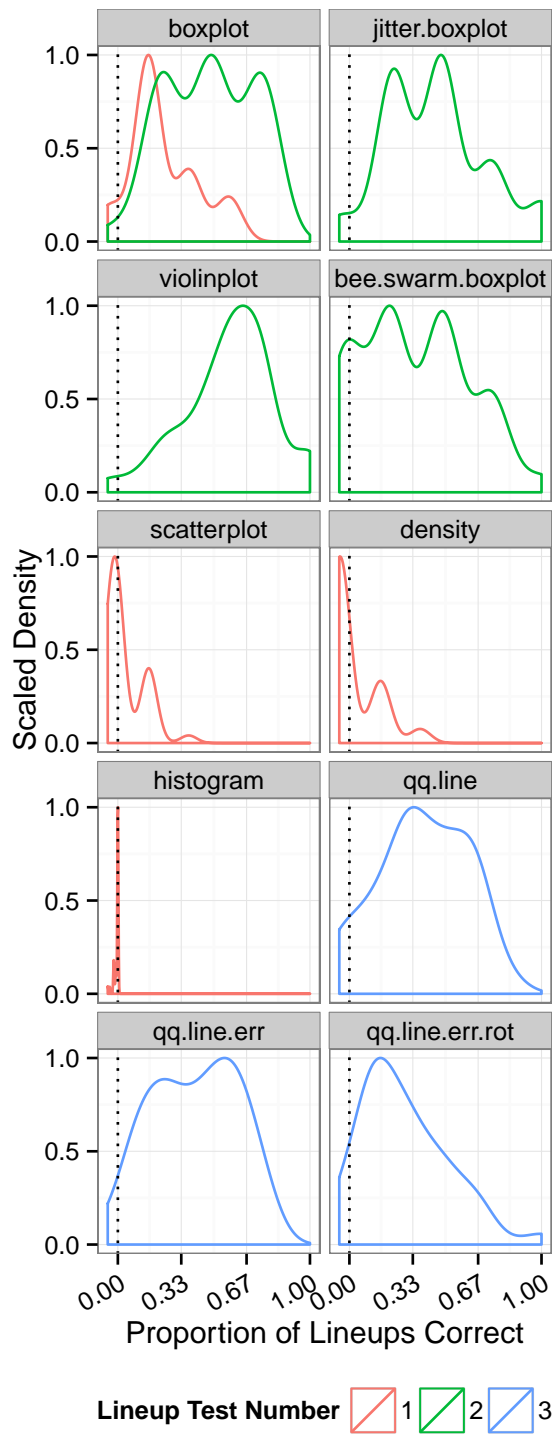 boxplot jitter.boxplot
1.0
0.5
0.0
violinplot bee.swarm.boxplot
1.0
0.5
0.0
scatterplot density
1.0
0.5
0.0
histogram qq.line
1.0
0.5
0.0
qq.line.err qq.line.err.rot
1.0
0.5
0.0
Scaled Density
0.00 0.33 0.67 1.00 0.00 0.33 0.67 1.00
Proportion of Lineups Correct
Lineup Test Number 1 2 3